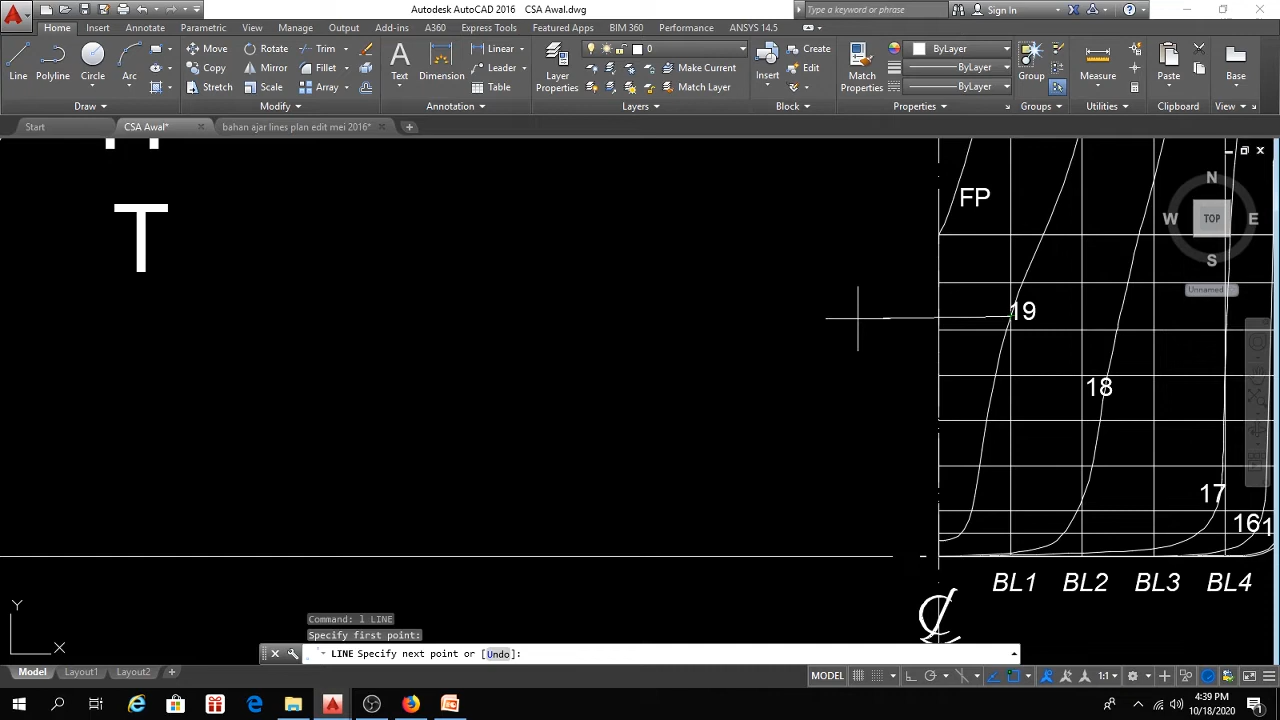 Autodesk AutoCAD 2016 CSA Awal.dwg
Type a keyword or phrase
Sign In
Home Insert Annotate Parametric View Manage Output Add-ins A360 Express Tools Featured Apps BIM 360 Performance ANSYS 14.5
Line
Polyline
Circle
Arc
Move
Rotate
Trim
Copy
Mirror
Fillet
Stretch
Scale
Array
Text
Dimension
Linear
Leader
Table
Layer
Properties
0
Make Current
Match Layer
Insert
Create
Edit
Match
Properties
ByLayer
ByLayer
ByLayer
Group
Measure
Paste
Base
Draw Modify Annotation Layers Block Properties Groups Utilities Clipboard View
Start CSA Awal* bahan ajar lines plan edit mei 2016*
T
FP
19
18
17
16
BL1 BL2 BL3 BL4
N
W TOP E
S
Unnamed
Y
X
Command: l LINE
Specify first point:
LINE Specify next point or [Undo]:
Model Layout1 Layout2
MODEL
1:1
4:39 PM
10/18/2020